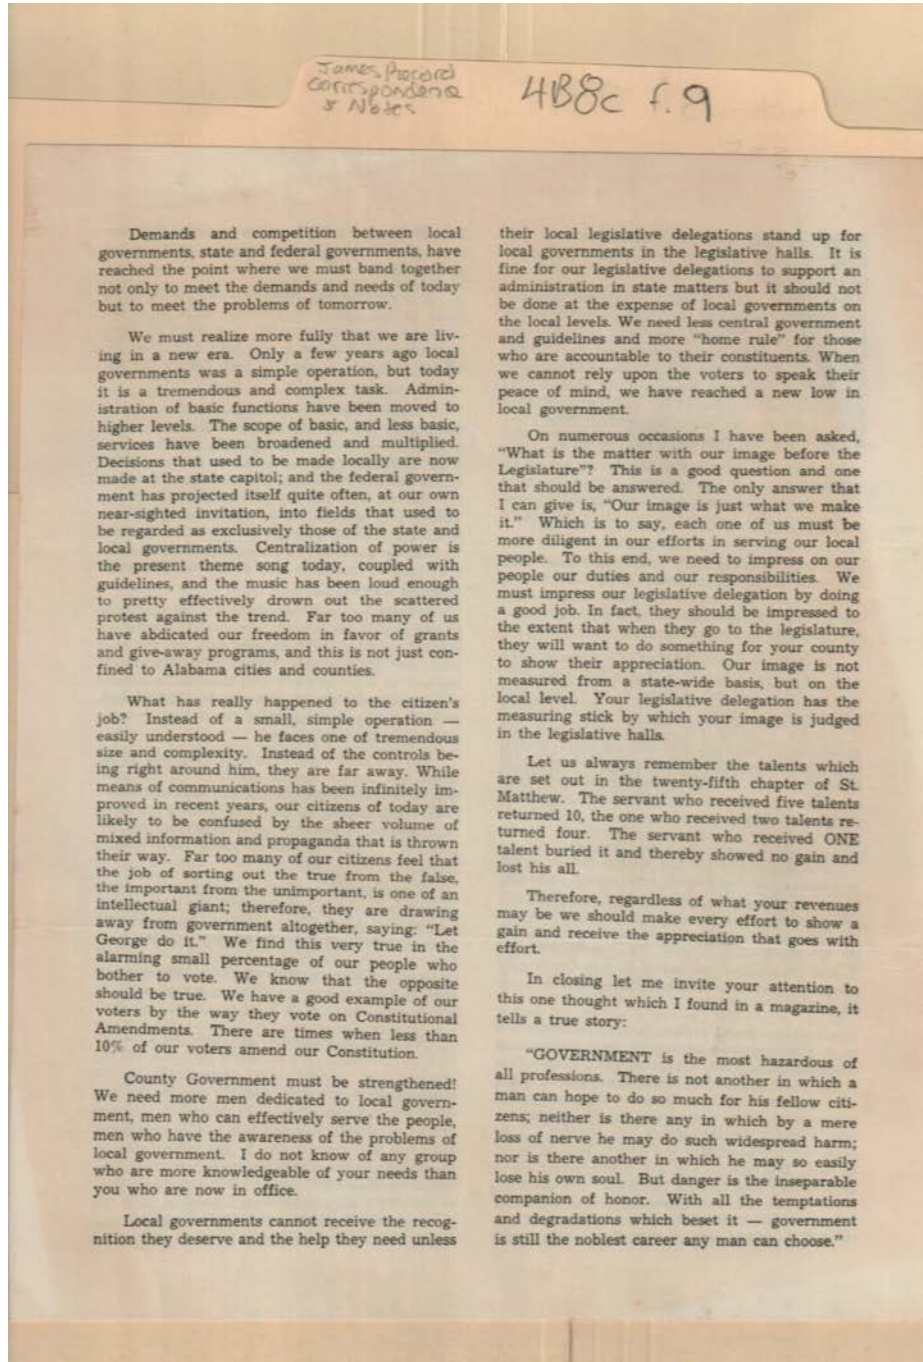 James Record
Correspondence
& Notes
4B8c f.9
Demands and competition between local
governments, state and federal governments, have
reached the point where we must band together
not only to meet the demands and needs of today
but to meet the problems of tomorrow.
We must realize more fully that we are liv-
ing in a new era. Only a few years ago local
governments was a simple operation, but today
it is a tremendous and complex task. Admin-
istration of basic functions have been moved to
higher levels. The scope of basic, and less basic,
services have been broadened and multiplied.
Decisions that used to be made locally are now
made at the state capitol; and the federal govern-
ment has projected itself quite often, at our own
near-sighted invitation, into fields that used to
be regarded as exclusively those of the state and
local governments. Centralization of power is
the present theme song today, coupled with
guidelines, and the music has been loud enough
to pretty effectively drown out the scattered
protest against the trend. Far too many of us
have abdicated our freedom in favor of grants
and give-away programs, and this is not just con-
fined to Alabama cities and counties.
What has really happened to the citizen's
job? Instead of a small, simple operation —
easily understood — he faces one of tremendous
size and complexity. Instead of the controls be-
ing right around him, they are far away. While
means of communications has been infinitely im-
proved in recent years, our citizens of today are
likely to be confused by the sheer volume of
mixed information and propaganda that is thrown
their way. Far too many of our citizens feel that
the job of sorting out the true from the false,
the important from the unimportant, is one of an
intellectual giant; therefore, they are drawing
away from government altogether, saying: "Let
George do it." We find this very true in the
alarming small percentage of our people who
bother to vote. We know that the opposite
should be true. We have a good example of our
voters by the way they vote on Constitutional
Amendments. There are times when less than
10% of our voters amend our Constitution.
County Government must be strengthened!
We need more men dedicated to local govern-
ment, men who can effectively serve the people,
men who have the awareness of the problems of
local government. I do not know of any group
who are more knowledgeable of your needs than
you who are now in office.
Local governments cannot receive the recog-
nition they deserve and the help they need unless
their local legislative delegations stand up for
local governments in the legislative halls. It is
fine for our legislative delegations to support an
administration in state matters but it should not
be done at the expense of local governments on
the local levels. We need less central government
and guidelines and more "home rule" for those
who are accountable to their constituents. When
we cannot rely upon the voters to speak their
peace of mind, we have reached a new low in
local government.
On numerous occasions I have been asked,
"What is the matter with our image before the
Legislature"? This is a good question and one
that should be answered. The only answer that
I can give is, "Our image is just what we make
it." Which is to say, each one of us must be
more diligent in our efforts in serving our local
people. To this end, we need to impress on our
people our duties and our responsibilities. We
must impress our legislative delegation by doing
a good job. In fact, they should be impressed to
the extent that when they go to the legislature,
they will want to do something for your county
to show their appreciation. Our image is not
measured from a state-wide basis, but on the
local level. Your legislative delegation has the
measuring stick by which your image is judged
in the legislative halls.
Let us always remember the talents which
are set out in the twenty-fifth chapter of St.
Matthew. The servant who received five talents
returned 10, the one who received two talents re-
turned four. The servant who received ONE
talent buried it and thereby showed no gain and
lost his all.
Therefore, regardless of what your revenues
may be we should make every effort to show a
gain and receive the appreciation that goes with
effort.
In closing let me invite your attention to
this one thought which I found in a magazine, it
tells a true story:
"GOVERNMENT is the most hazardous of
all professions. There is not another in which a
man can hope to do so much for his fellow citi-
zens; neither is there any in which by a mere
loss of nerve he may do such widespread harm;
nor is there another in which he may so easily
lose his own soul. But danger is the inseparable
companion of honor. With all the temptations
and degradations which beset it — government
is still the noblest career any man can choose."